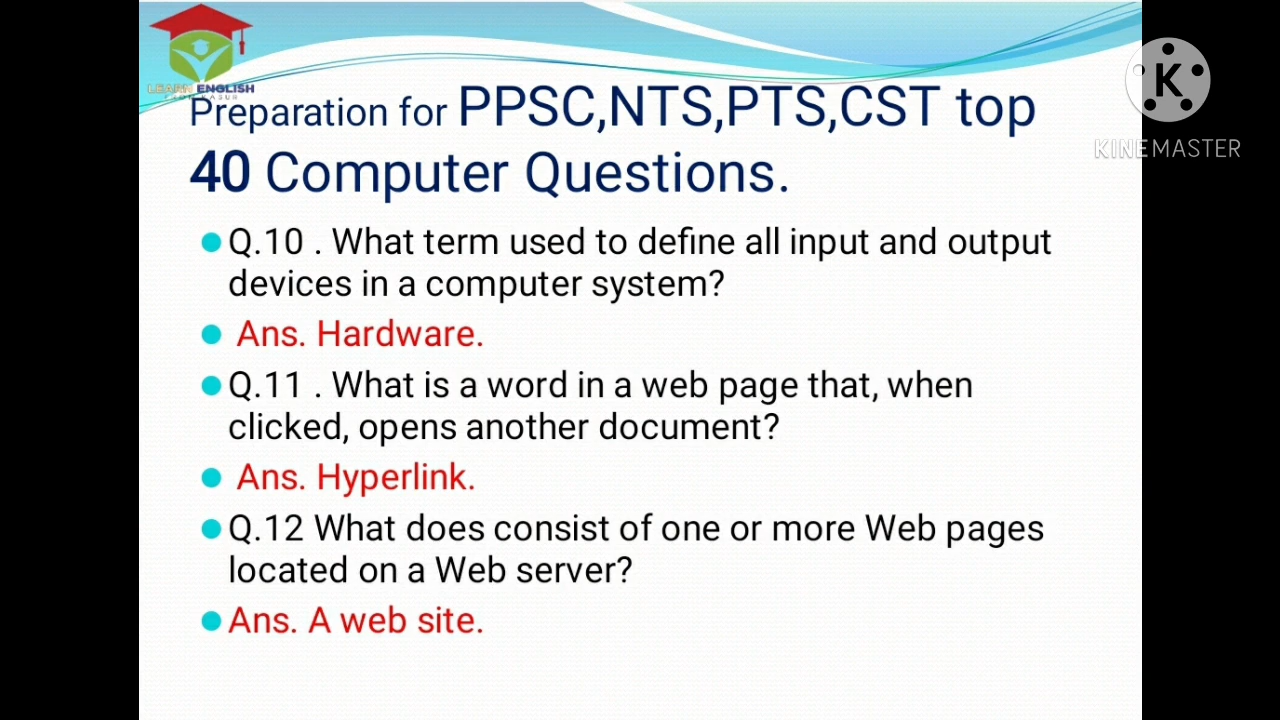 LEARN ENGLISH
Preparation for PPSC,NTS,PTS,CST top
40 Computer Questions.
K
KINEMASTER
Q.10 . What term used to define all input and output
devices in a computer system?
Ans. Hardware.
Q.11 . What is a word in a web page that, when
clicked, opens another document?
Ans. Hyperlink.
Q.12 What does consist of one or more Web pages
located on a Web server?
Ans. A web site.